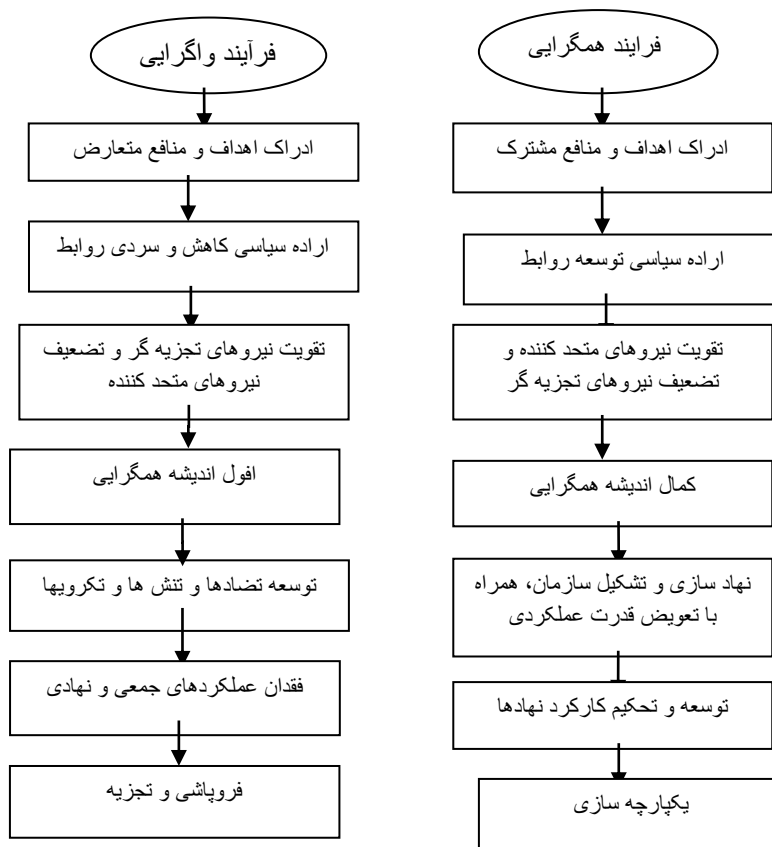 فرایند همگرایی
ادراک اهداف و منافع مشترک
اراده سیاسی توسعه روابط
تقویت نیروهای متحد کننده و
تضعیف نیروهای تجزیه گر
کمال اندیشه همگرایی
نهاد سازی و تشکیل سازمان، همراه
با تعویض قدرت عملکردی
توسعه و تحکیم کارکرد نهادها
یکپارچه سازی
فرآیند واگرایی
ادراک اهداف و منافع متعارض
اراده سیاسی کاهش و سردی روابط
تقویت نیروهای تجزیه گر و تضعیف
نیروهای متحد کننده
افول اندیشه همگرایی
توسعه تضادها و تنش ها و تکرویها
فقدان عملکردهای جمعی و نهادی
فروپاشی و تجزیه